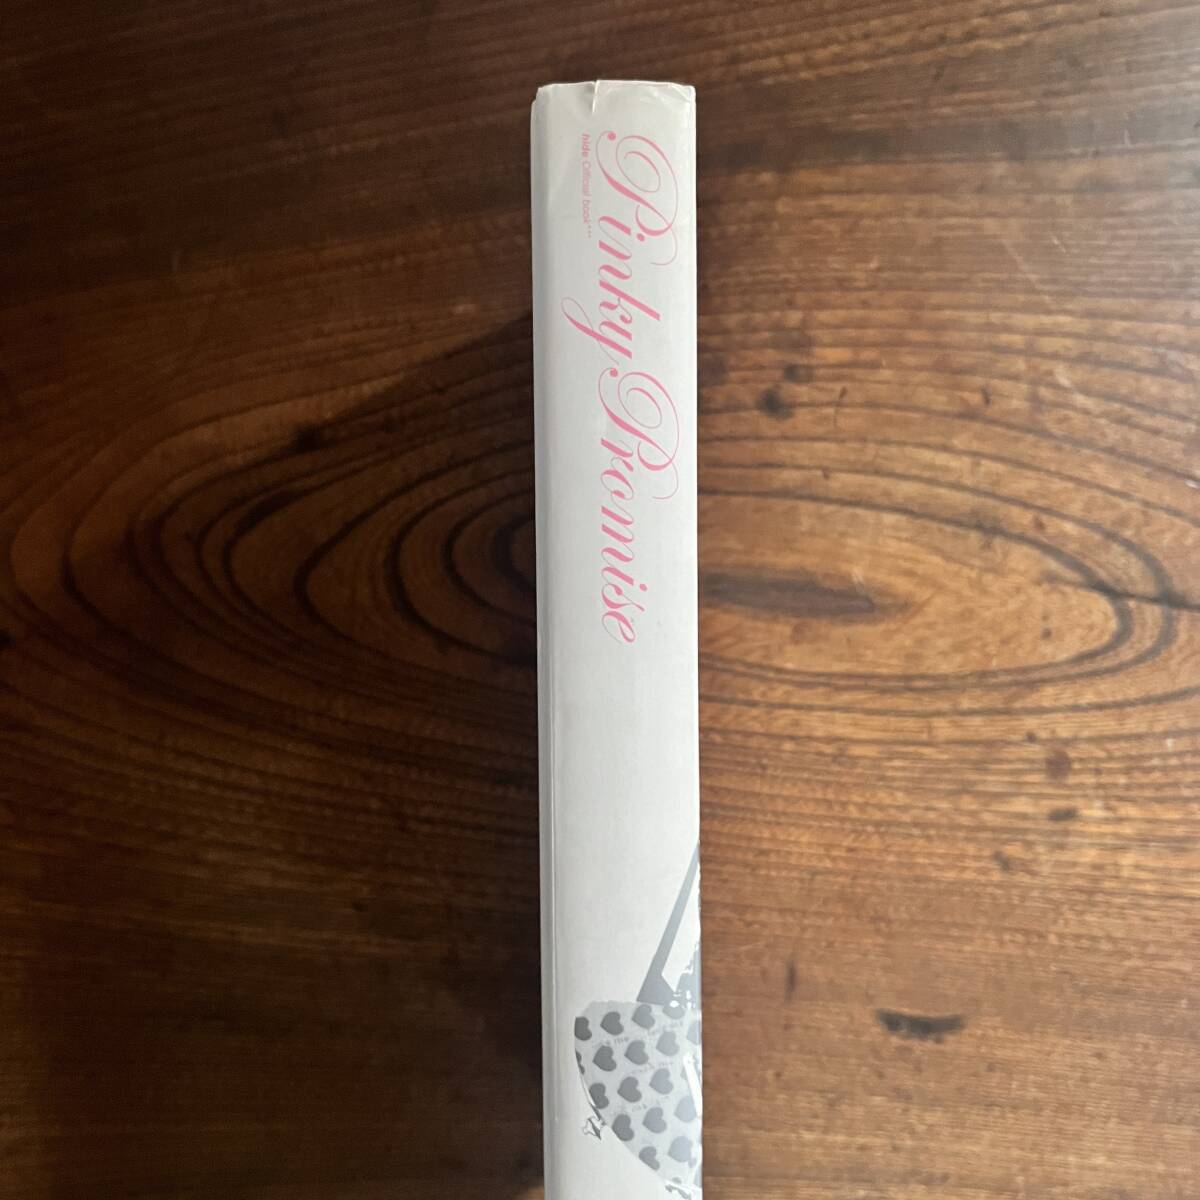 Pinky Promise
hide Official book***